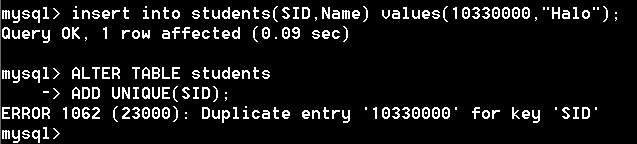 mysql> insert into students(SID,Name) values(10330000,"Halo");
Query OK, 1 row affected (0.09 sec)
mysql> ALTER TABLE students
-> ADD UNIQUE(SID);
ERROR 1062 (23000): Duplicate entry '10330000' for key 'SID'
mysql>